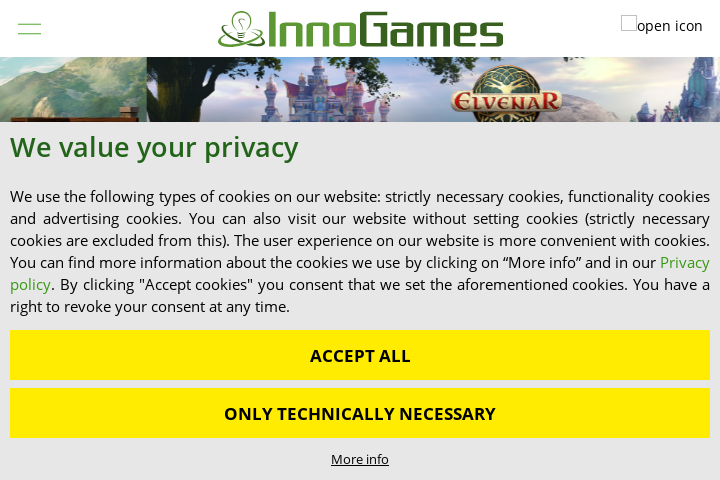 InnoGames
open icon
ELVENAR
We value your privacy
We use the following types of cookies on our website: strictly necessary cookies, functionality cookies
and advertising cookies. You can also visit our website without setting cookies (strictly necessary
cookies are excluded from this). The user experience on our website is more convenient with cookies.
You can find more information about the cookies we use by clicking on “More info” and in our Privacy
policy. By clicking "Accept cookies" you consent that we set the aforementioned cookies. You have a
right to revoke your consent at any time.
ACCEPT ALL
ONLY TECHNICALLY NECESSARY
More info